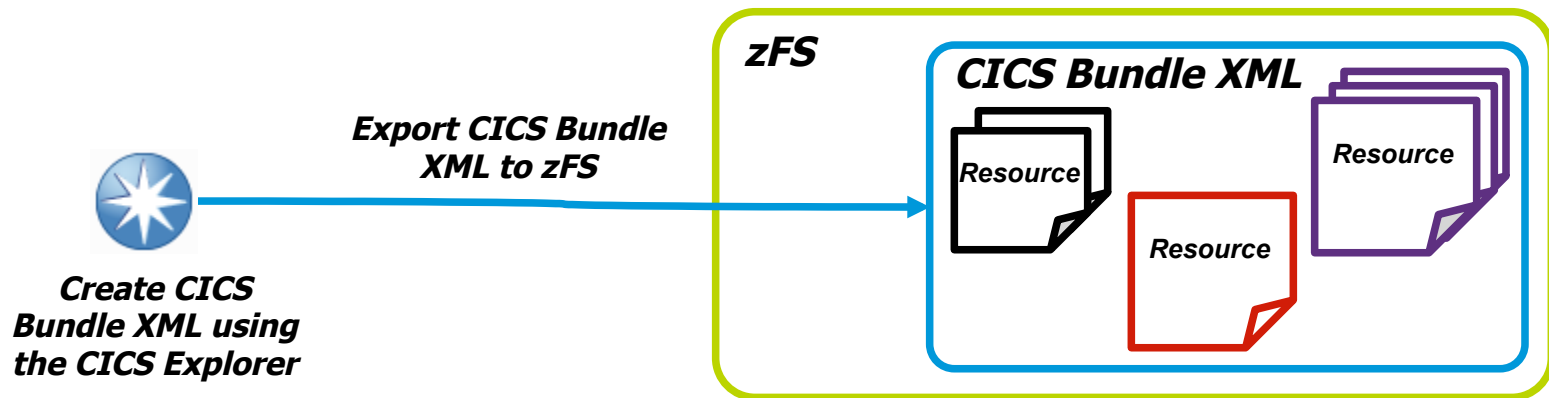 zFS
CICS Bundle XML
Export CICS Bundle
XML to zFS
Resource
Resource
Resource
Create CICS
Bundle XML using
the CICS Explorer